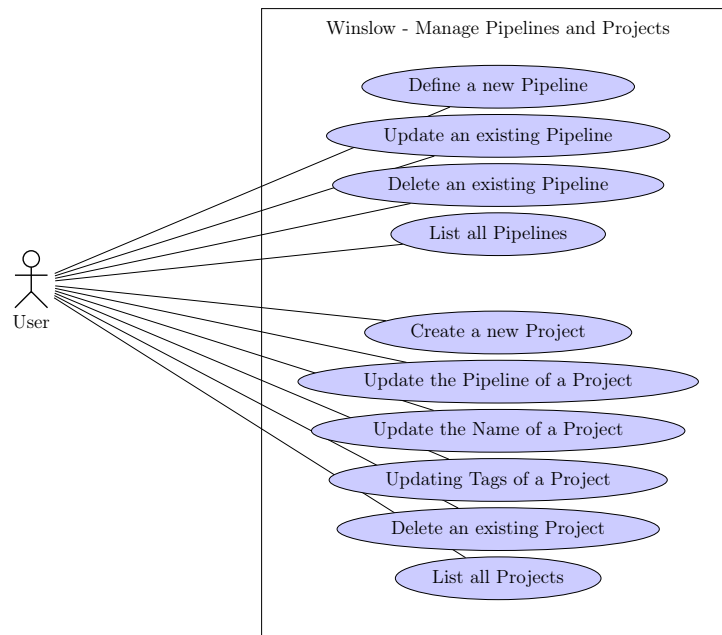 Winslow - Manage Pipelines and Projects
Define a new Pipeline
Update an existing Pipeline
Delete an existing Pipeline
List all Pipelines
User
Create a new Project
Update the Pipeline of a Project
Update the Name of a Project
Updating Tags of a Project
Delete an existing Project
List all Projects